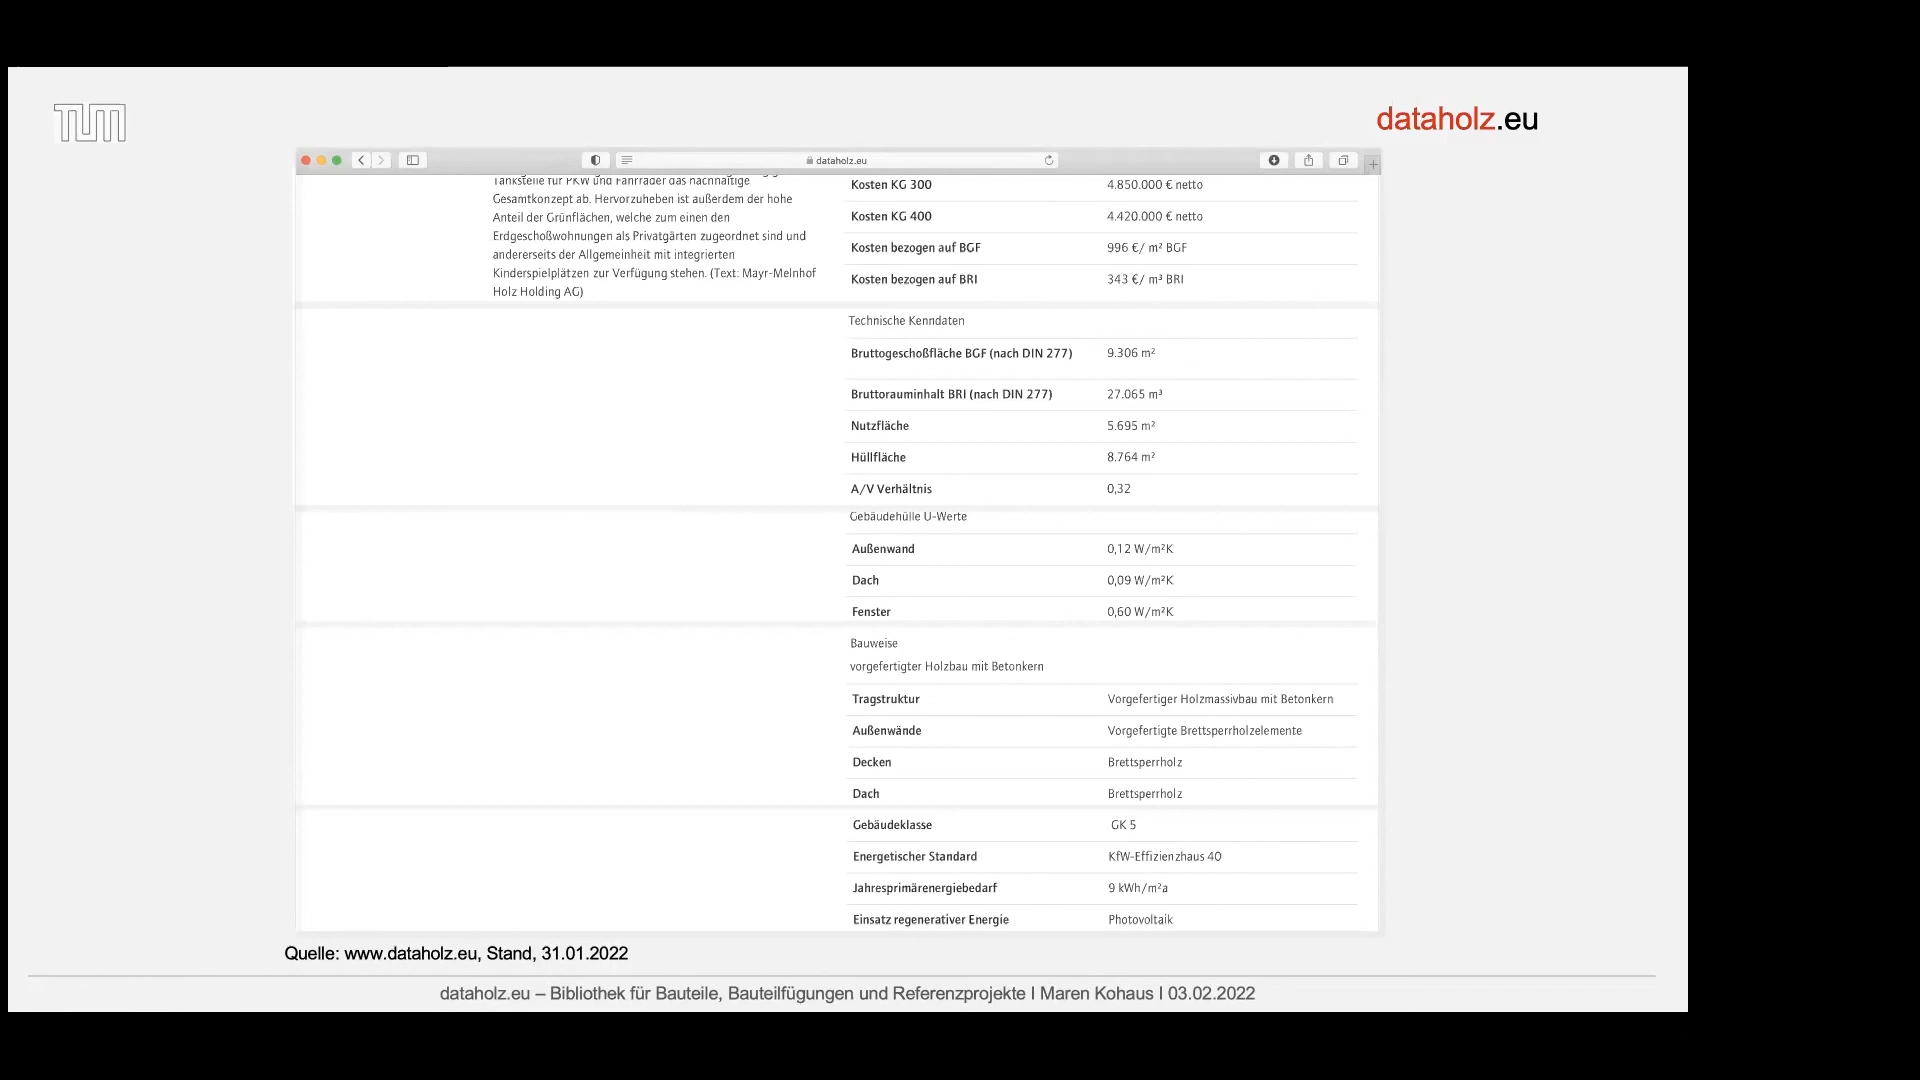 TUM
dataholz.eu
dataholz.eu
Tankstelle für PKW und Fahrräder das nachhaltige
Gesamtkonzept ab. Hervorzuheben ist außerdem der hohe
Anteil der Grünflächen, welche zum einen den
Erdgeschoßwohnungen als Privatgärten zugeordnet sind und
andererseits der Allgemeinheit mit integrierten
Kinderspielplätzen zur Verfügung stehen. (Text: Mayr-Melnhof
Holz Holding AG)
Kosten KG 300 4.850.000 € netto
Kosten KG 400 4.420.000 € netto
Kosten bezogen auf BGF 996 €/ m² BGF
Kosten bezogen auf BRI 343 €/ m³ BRI
Technische Kenndaten
Bruttogeschoßfläche BGF (nach DIN 277) 9.306 m²
Bruttorauminhalt BRI (nach DIN 277) 27.065 m³
Nutzfläche 5.695 m²
Hüllfläche 8.764 m²
A/V Verhältnis 0,32
Gebäudehülle U-Werte
Außenwand 0,12 W/m²K
Dach 0,09 W/m²K
Fenster 0,60 W/m²K
Bauweise
vorgefertigter Holzbau mit Betonkern
Tragstruktur Vorgefertiger Holzmassivbau mit Betonkern
Außenwände Vorgefertigte Brettsperrholzelemente
Decken Brettsperrholz
Dach Brettsperrholz
Gebäudeklasse GK 5
Energetischer Standard KfW-Effizienzhaus 40
Jahresprimärenergiebedarf 9 kWh/m²a
Einsatz regenerativer Energie Photovoltaik
Quelle: www.dataholz.eu, Stand, 31.01.2022
dataholz.eu – Bibliothek für Bauteile, Bauteilfügungen und Referenzprojekte I Maren Kohaus I 03.02.2022